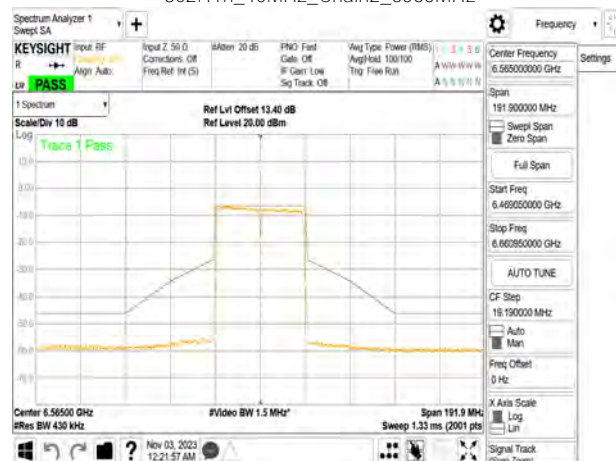 Spectrum Analyzer 1
Swept SA
Frequency
KEYSIGHT
Input: RF
Input Z: 50 Ω
#Atten: 20 dB
PNO: Fast
Avg Type: Power (RMS)
R
Corrections: Off
Gate: Off
Avg|Hold: 100/100
Align: Auto
Freq Ref: Int (S)
IF Gain: Low
Trig: Free Run
Sig Track: Off
PASS
1 Spectrum
Ref Lvl Offset 13.40 dB
Scale/Div 10 dB
Ref Level 20.00 dBm
Log
Trace 1 Pass
Center 6.56500 GHz
#Video BW 1.5 MHz*
Span 191.9 MHz
#Res BW 430 kHz
Sweep 1.33 ms (2001 pts
Nov 03, 2023
12:21:57 AM
Center Frequency
6.565000000 GHz
Settings
Span
191.900000 MHz
Swept Span
Zero Span
Full Span
Start Freq
6.469050000 GHz
Stop Freq
6.660950000 GHz
AUTO TUNE
CF Step
19.190000 MHz
Auto
Man
Freq Offset
0 Hz
X Axis Scale
Log
Lin
Signal Track